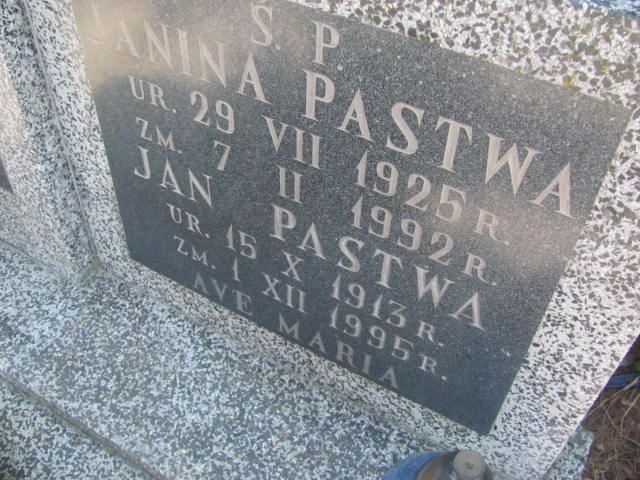 Ś. P.
JANINA PASTWA
UR. 29 VII 1925 R.
ZM. 7 II 1992 R.
JAN PASTWA
UR. 15 X 1913 R.
ZM. 1 XII 1995 R.
AVE MARIA